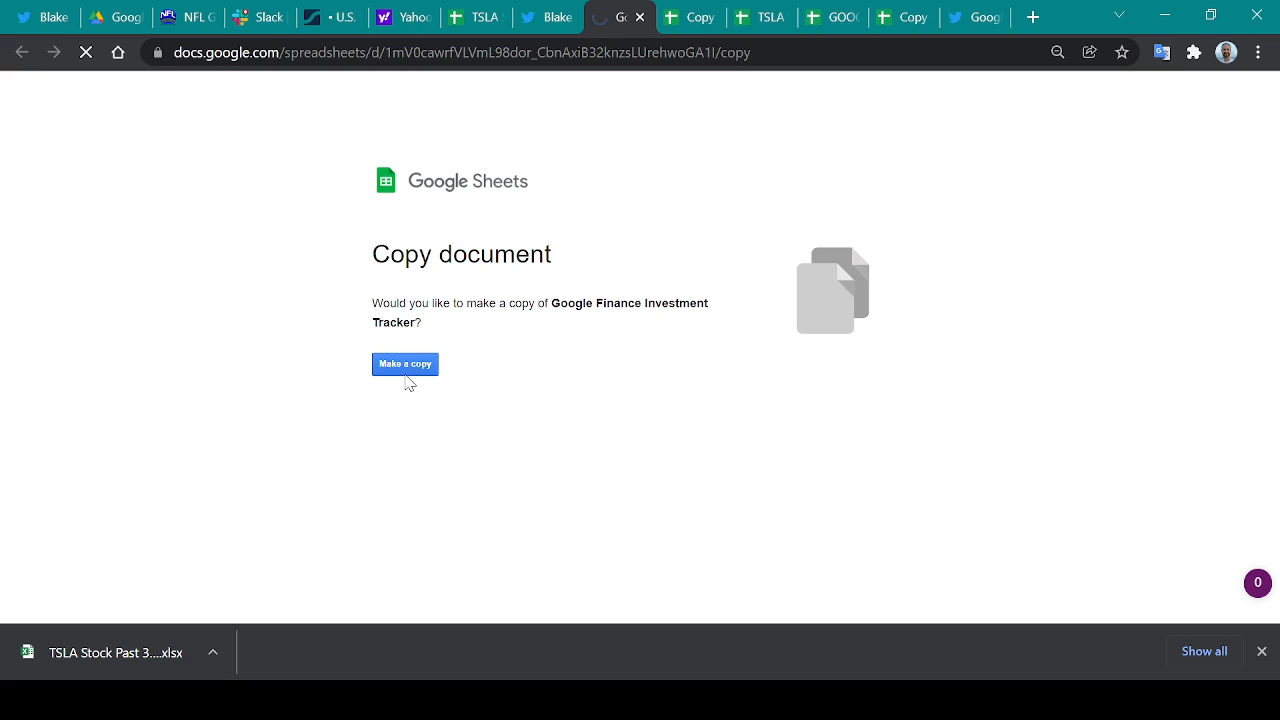 Blake
Googl
NFL G
Slack
• U.S.
Yahoo
TSLA
Blake
Go
Copy
TSLA
GOO
Copy
Goog
docs.google.com/spreadsheets/d/1mV0cawrfVLVmL98dor_CbnAxiB32knzsLUrehwoGA1I/copy
Google Sheets
Copy document
Would you like to make a copy of Google Finance Investment
Tracker?
Make a copy
0
TSLA Stock Past 3....xlsx
Show all